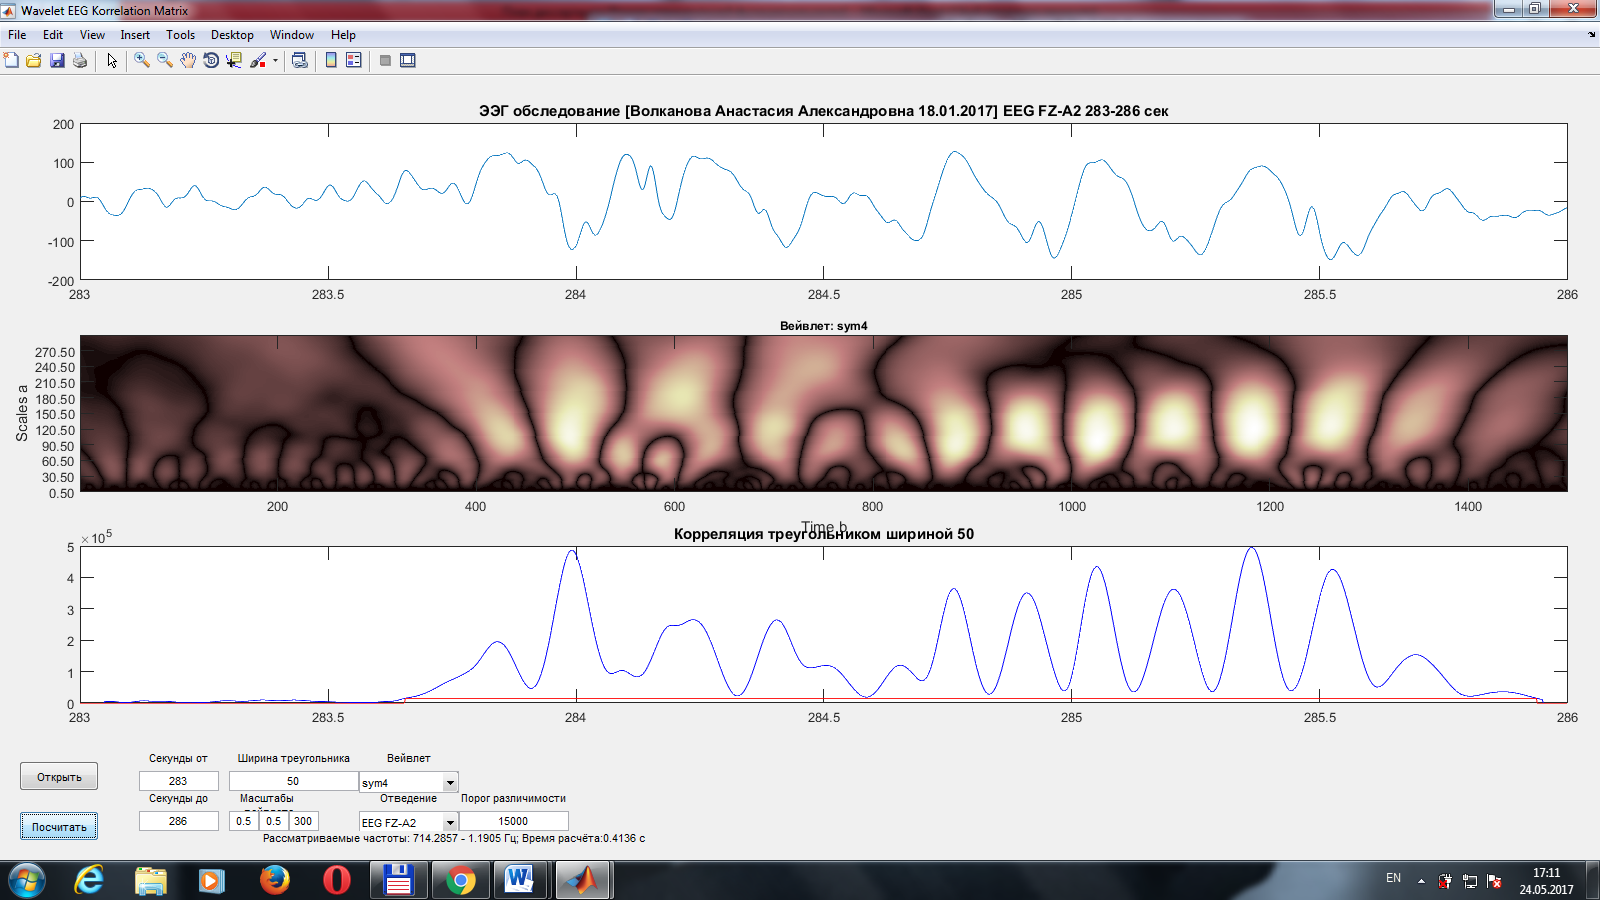 Wavelet EEG Korrelation Matrix
File Edit View Insert Tools Desktop Window Help
ЭЭГ обследование [Волканова Анастасия Александровна 18.01.2017] EEG FZ-A2 283-286 сек
200
100
0
-100
-200
283 283.5 284 284.5 285 285.5 286
Вейвлет: sym4
Scales a
270.50
240.50
210.50
180.50
150.50
120.50
90.50
60.50
30.50
0.50
200 400 600 800 1000 1200 1400
Time b
Корреляция треугольником шириной 50
×10^5
5
4
3
2
1
0
283 283.5 284 284.5 285 285.5 286
Секунды от Ширина треугольника Вейвлет
Открыть 283 50 sym4
Секунды до Масштабы Отведение Порог различимости
Посчитать 286 0.5 0.5 300 EEG FZ-A2 15000
Рассматриваемые частоты: 714.2857 - 1.1905 Гц; Время расчёта:0.4136 с
EN 17:11
24.05.2017